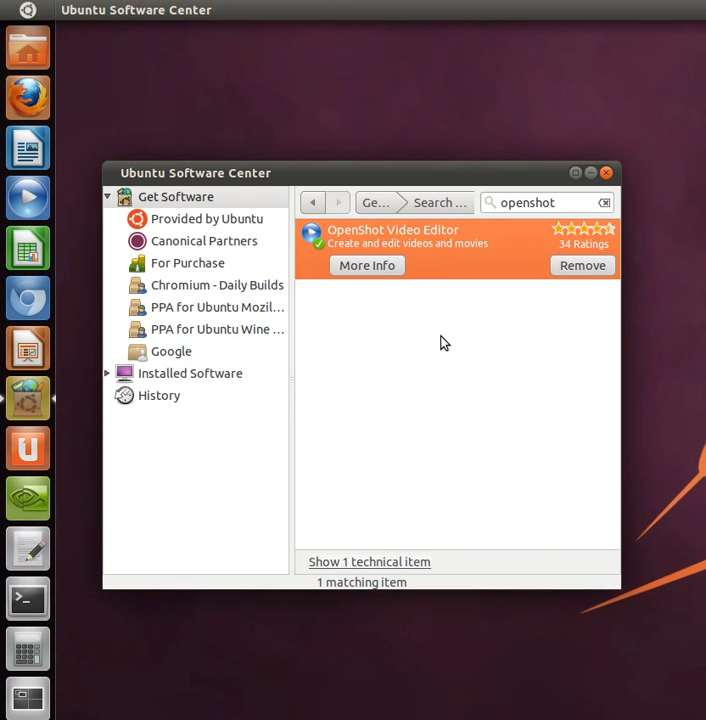 Ubuntu Software Center
Ubuntu Software Center
Get Software
Provided by Ubuntu
Canonical Partners
For Purchase
Chromium - Daily Builds
PPA for Ubuntu Mozil...
PPA for Ubuntu Wine ...
Google
Installed Software
History
Ge...
Search ...
openshot
OpenShot Video Editor
Create and edit videos and movies
34 Ratings
More Info
Remove
Show 1 technical item
1 matching item